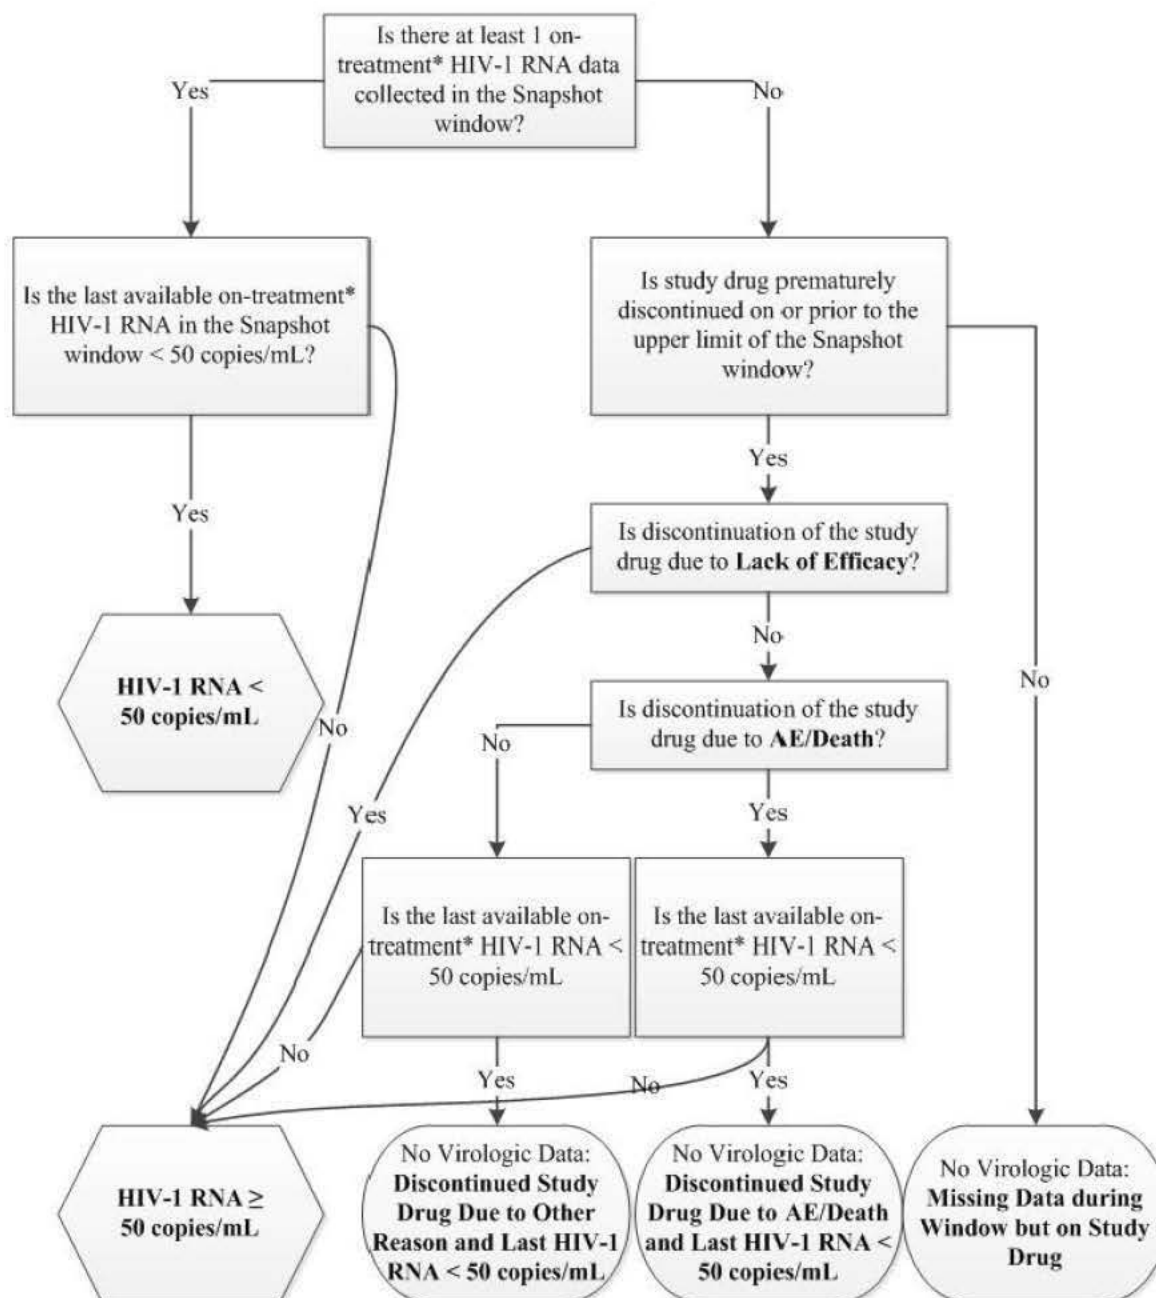 Is there at least 1 on-
treatment* HIV-1 RNA data
collected in the Snapshot
window?
Yes
No
Is the last available on-treatment*
HIV-1 RNA in the Snapshot
window < 50 copies/mL?
Is study drug prematurely
discontinued on or prior to the
upper limit of the Snapshot
window?
Yes
Yes
Is discontinuation of the study
drug due to Lack of Efficacy?
No
No
HIV-1 RNA <
50 copies/mL
No
Is discontinuation of the study
drug due to AE/Death?
No
Yes
Yes
Is the last available on-
treatment* HIV-1 RNA <
50 copies/mL
Is the last available on-
treatment* HIV-1 RNA <
50 copies/mL
No
Yes
No
Yes
HIV-1 RNA ≥
50 copies/mL
No Virologic Data:
Discontinued Study
Drug Due to Other
Reason and Last HIV-1
RNA < 50 copies/mL
No Virologic Data:
Discontinued Study
Drug Due to AE/Death
and Last HIV-1 RNA <
50 copies/mL
No Virologic Data:
Missing Data during
Window but on Study
Drug